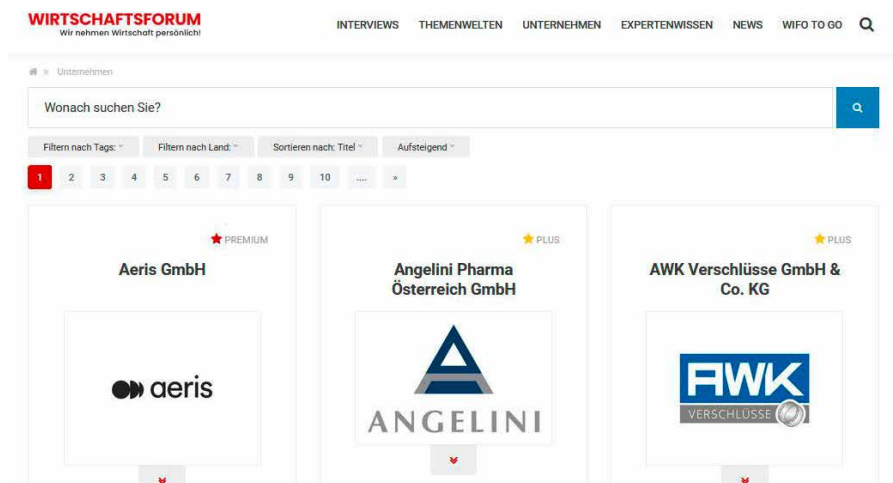 WIRTSCHAFTSFORUM
Wir nehmen Wirtschaft persönlich!
INTERVIEWS THEMENWELTEN UNTERNEHMEN EXPERTENWISSEN NEWS WIFO TO GO
» Unternehmen
Wonach suchen Sie?
Filtern nach Tags: Filtern nach Land: Sortieren nach: Titel Aufsteigend
1 2 3 4 5 6 7 8 9 10 .... »
PREMIUM
Aeris GmbH
aeris
PLUS
Angelini Pharma
Österreich GmbH
ANGELINI
PLUS
AWK Verschlüsse GmbH &
Co. KG
AWK
VERSCHLÜSSE